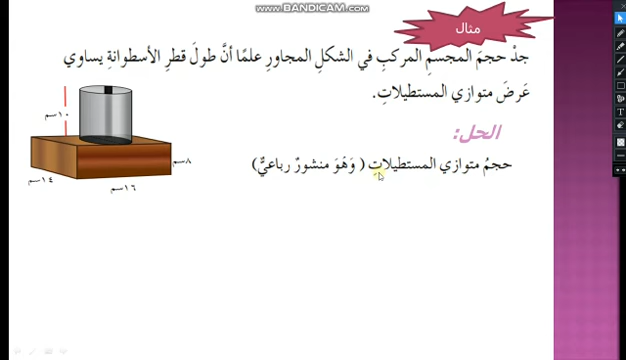 WWW.BANDICAM.COM
مثال
جدْ حجمَ المجسمِ المركبِ في الشكلِ المجاورِ علمًا أنَّ طولَ قطرِ الأسطوانةِ يساوي
عَرضَ متوازي المستطيلاتِ.
١٠سم
الحل:
حجمُ متوازي المستطيلاتِ ( وَهوَ منشورٌ رباعيٌّ)
٨سم
١٤سم
١٦سم